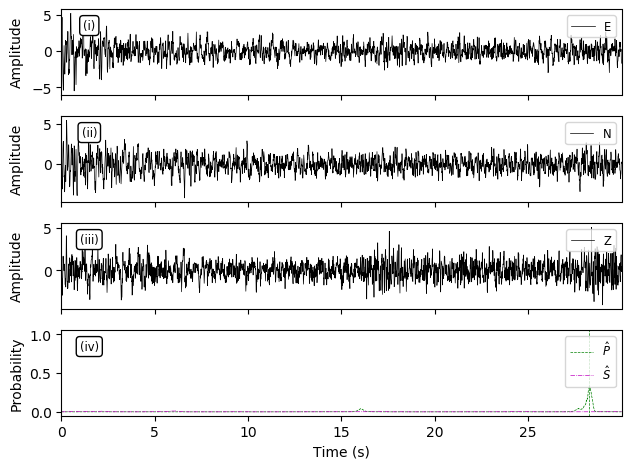 5
0
−5
Amplitude
(i)
E
5
0
Amplitude
(ii)
N
5
0
Amplitude
(iii)
Z
1.0
0.5
0.0
Probability
(iv)
P̂
Ŝ
0 5 10 15 20 25
Time (s)